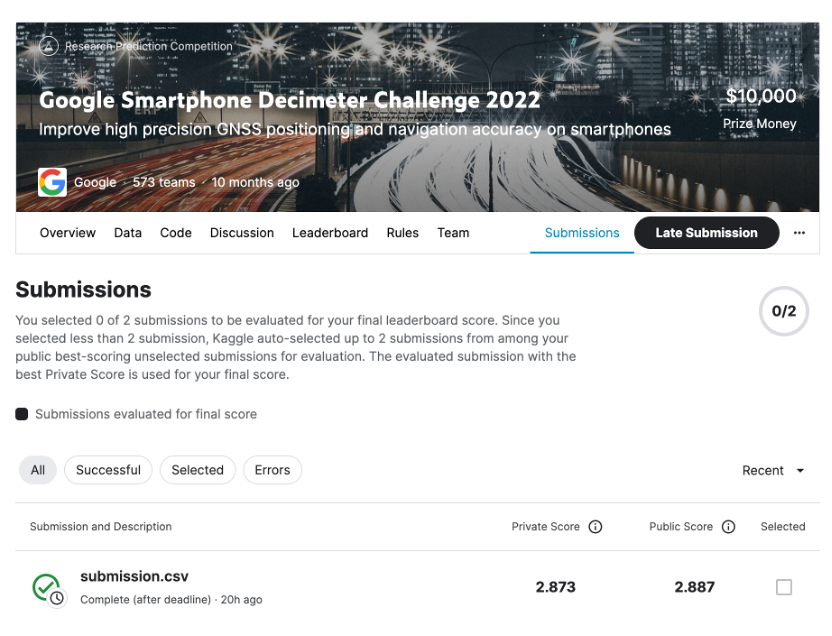 Research Prediction Competition
Google Smartphone Decimeter Challenge 2022
$10,000
Improve high precision GNSS positioning and navigation accuracy on smartphones
Prize Money
Google · 573 teams · 10 months ago
Overview Data Code Discussion Leaderboard Rules Team Submissions Late Submission ...
Submissions
0/2
You selected 0 of 2 submissions to be evaluated for your final leaderboard score. Since you
selected less than 2 submission, Kaggle auto-selected up to 2 submissions from among your
public best-scoring unselected submissions for evaluation. The evaluated submission with the
best Private Score is used for your final score.
Submissions evaluated for final score
All Successful Selected Errors Recent
Submission and Description Private Score Public Score Selected
submission.csv
2.873 2.887
Complete (after deadline) · 20h ago